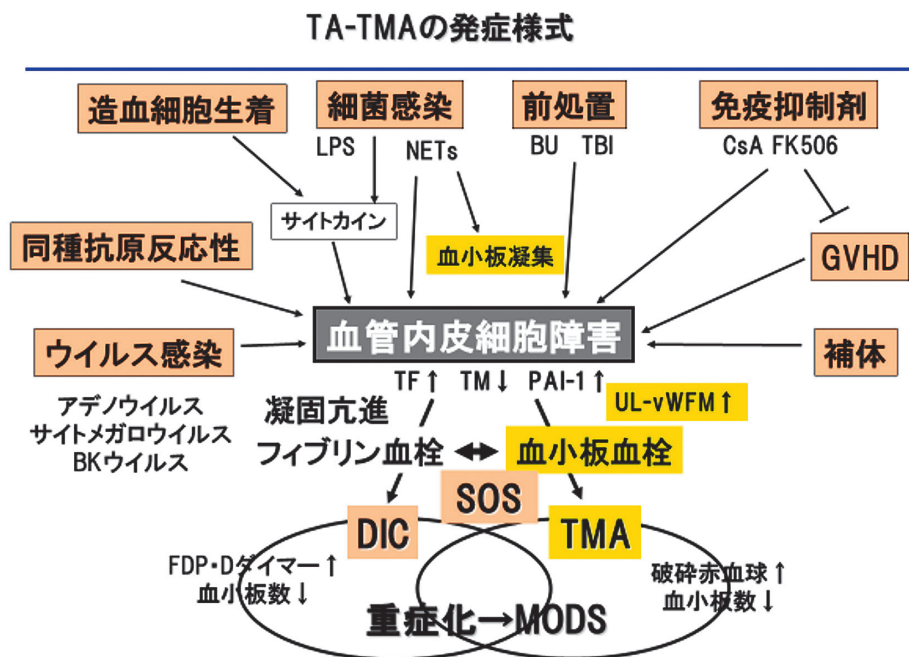 TA-TMAの発症様式
造血細胞生着
細菌感染
前処置
免疫抑制剤
LPS
NETs
BU TBI
CsA FK506
サイトカイン
同種抗原反応性
血小板凝集
GVHD
血管内皮細胞障害
ウイルス感染
補体
アデノウイルス
サイトメガロウイルス
BKウイルス
TF↑ TM↓ PAI-1↑
UL-vWFM↑
凝固亢進
フィブリン血栓
血小板血栓
SOS
DIC
TMA
FDP・Dダイマー↑
血小板数↓
破砕赤血球↑
血小板数↓
重症化→MODS